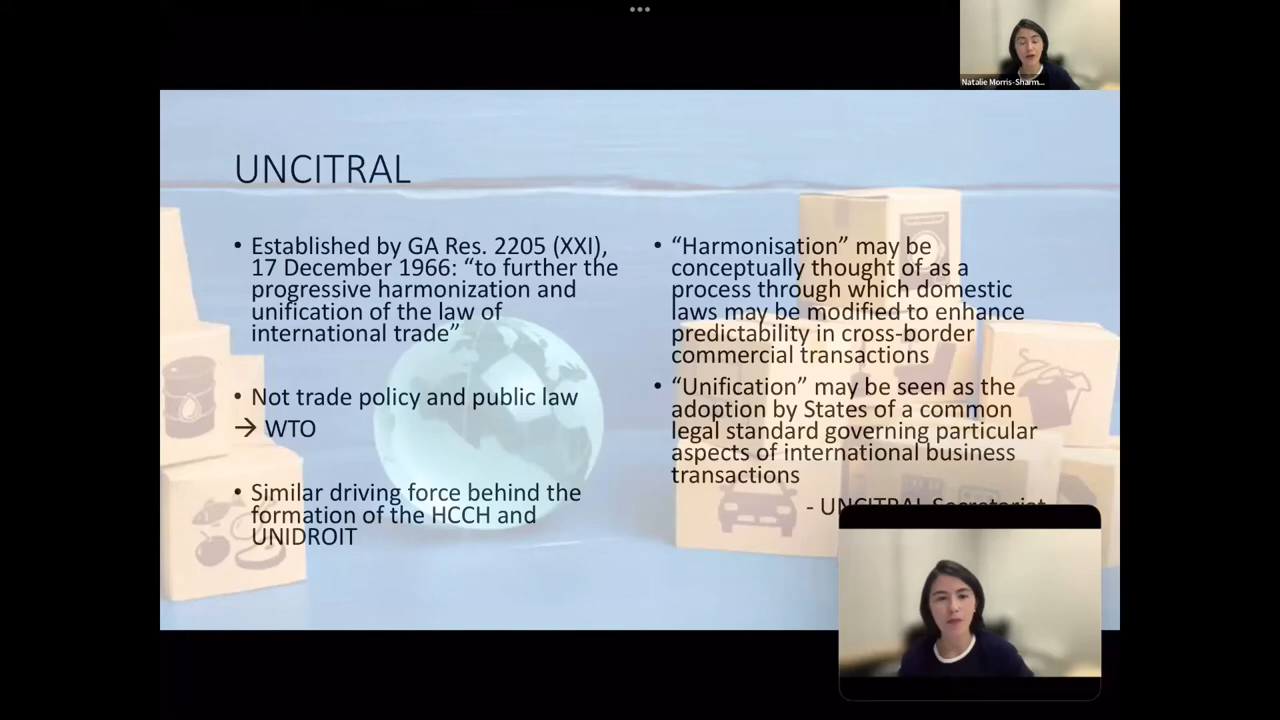 Natalie Morris-Sharm...
UNCITRAL
• Established by GA Res. 2205 (XXI),
17 December 1966: “to further the
progressive harmonization and
unification of the law of
international trade”
• Not trade policy and public law
→ WTO
• Similar driving force behind the
formation of the HCCH and
UNIDROIT
• “Harmonisation” may be
conceptually thought of as a
process through which domestic
laws may be modified to enhance
predictability in cross-border
commercial transactions
• “Unification” may be seen as the
adoption by States of a common
legal standard governing particular
aspects of international business
transactions
- UNCITRAL Secretariat